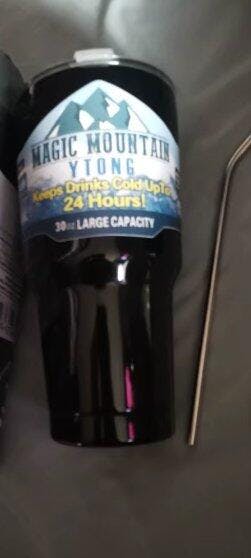 MAGIC MOUNTAIN
YTONG
Keeps Drinks Cold Up To
24 Hours!
30oz LARGE CAPACITY